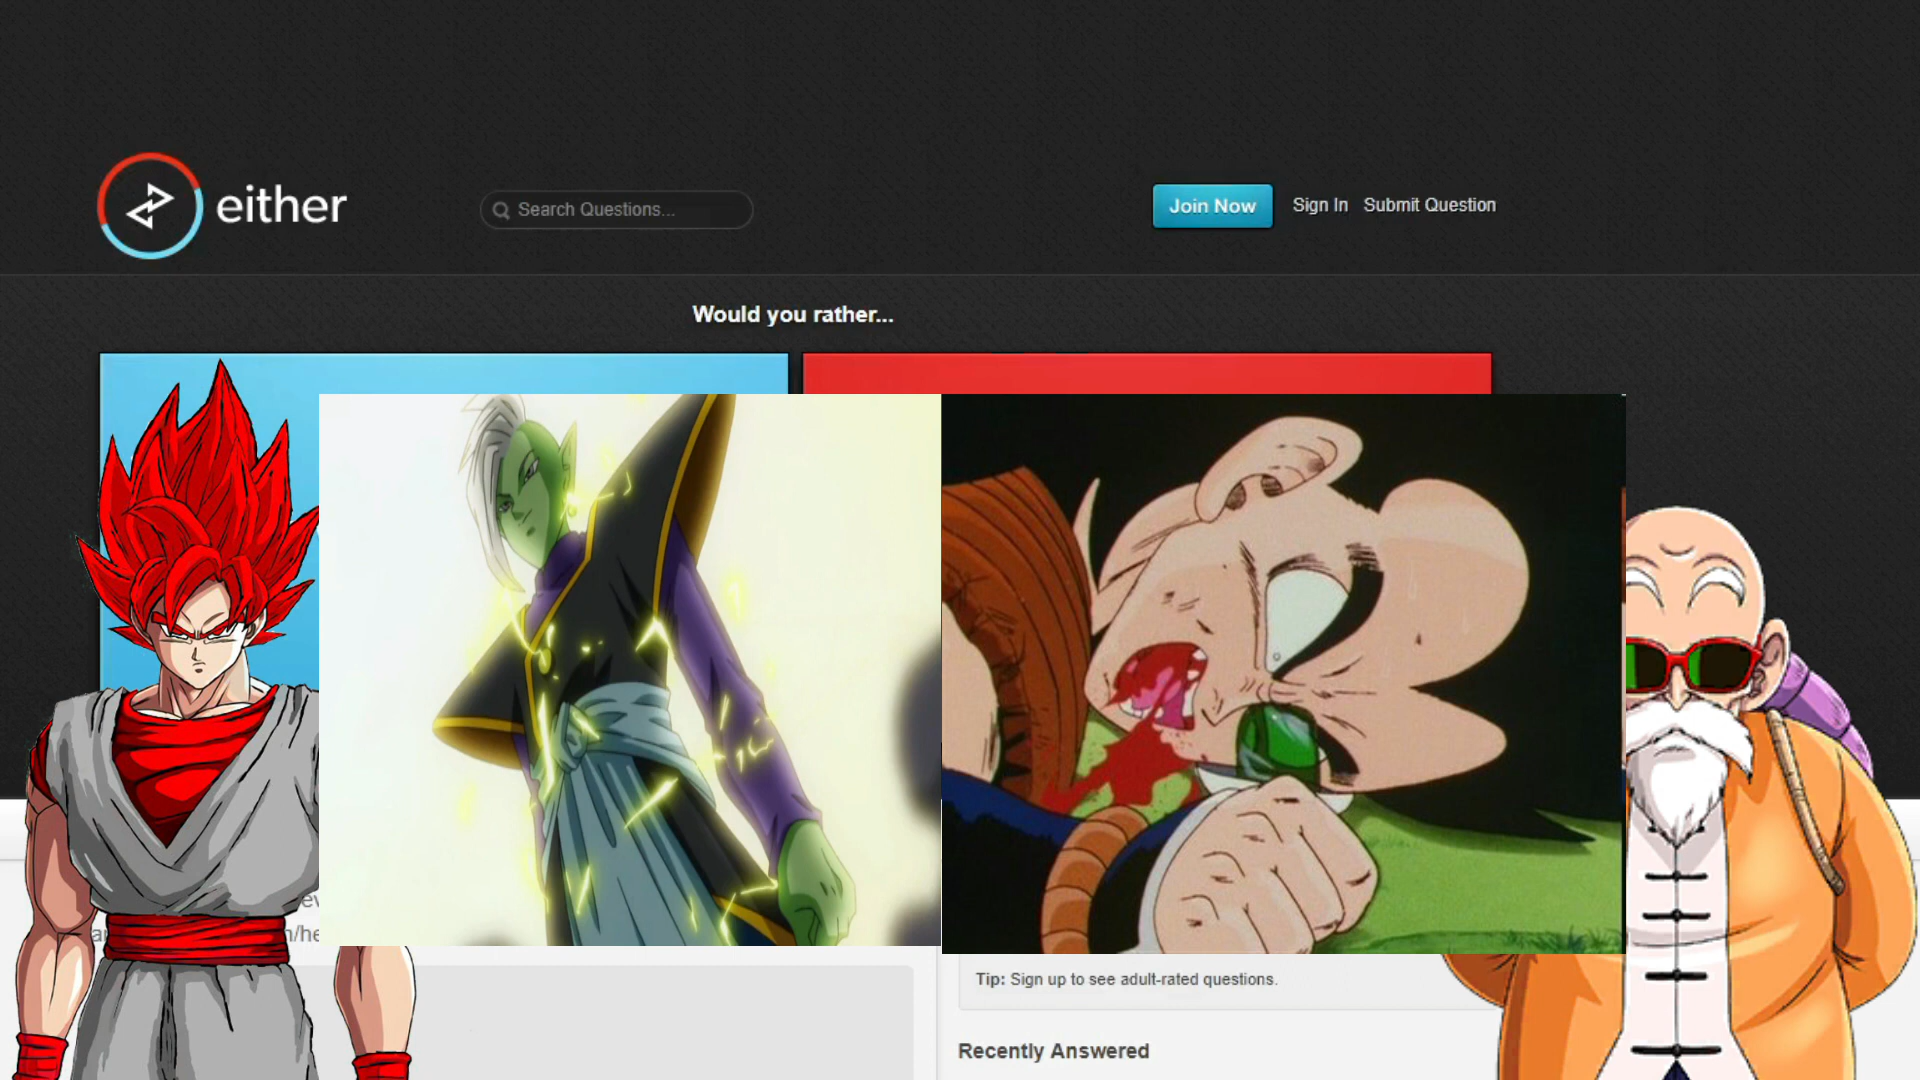 either
Search Questions...
Join Now
Sign In
Submit Question
Would you rather...
Tip: Sign up to see adult-rated questions.
Recently Answered